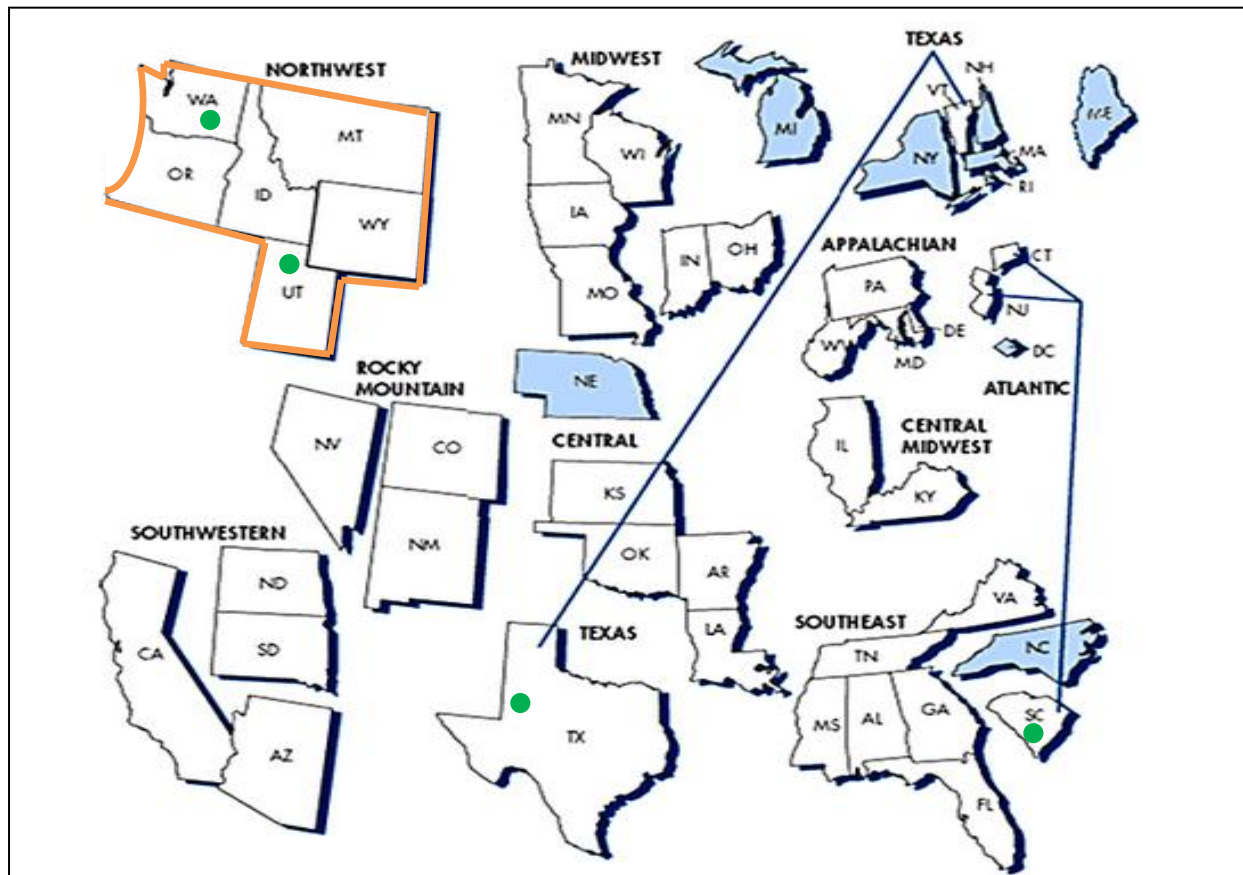 NORTHWEST
WA
MT
OR
ID
WY
UT
MIDWEST
MN
WI
IA
MO
IN
OH
MI
TEXAS
NH
VT
NY
MA
RI
ME
APPALACHIAN
PA
WV
MD
DE
CT
NJ
DC
ATLANTIC
ROCKY
MOUNTAIN
NV
CO
NM
NE
CENTRAL
KS
OK
AR
LA
CENTRAL
MIDWEST
IL
KY
SOUTHWESTERN
ND
SD
CA
AZ
TEXAS
TX
SOUTHEAST
VA
TN
NC
SC
MS
AL
GA
FL